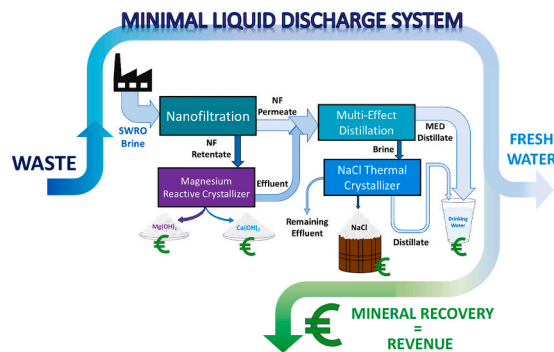 MINIMAL LIQUID DISCHARGE SYSTEM
SWRO
Brine
Nanofiltration
NF
Permeate
Multi-Effect
Distillation
MED
Distillate
WASTE
NF
Retentate
Brine
FRESH
WATER
Magnesium
Reactive Crystallizer
Effluent
NaCl Thermal
Crystallizer
Mg(OH)2
Ca(OH)2
€
€
Remaining
Effluent
NaCl
€
Distillate
Drinking
Water
€
€
MINERAL RECOVERY
=
REVENUE